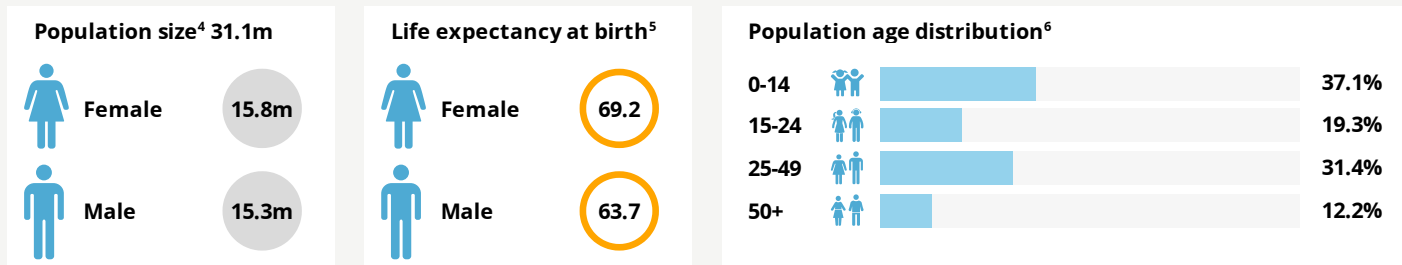 Population size⁴ 31.1m
Female 15.8m
Male 15.3m
Life expectancy at birth⁵
Female 69.2
Male 63.7
Population age distribution⁶
0-14 37.1%
15-24 19.3%
25-49 31.4%
50+ 12.2%